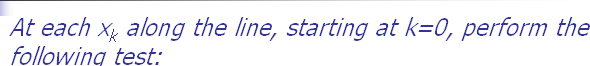 At each xₖ along the line, starting at k=0, perform the
following test: